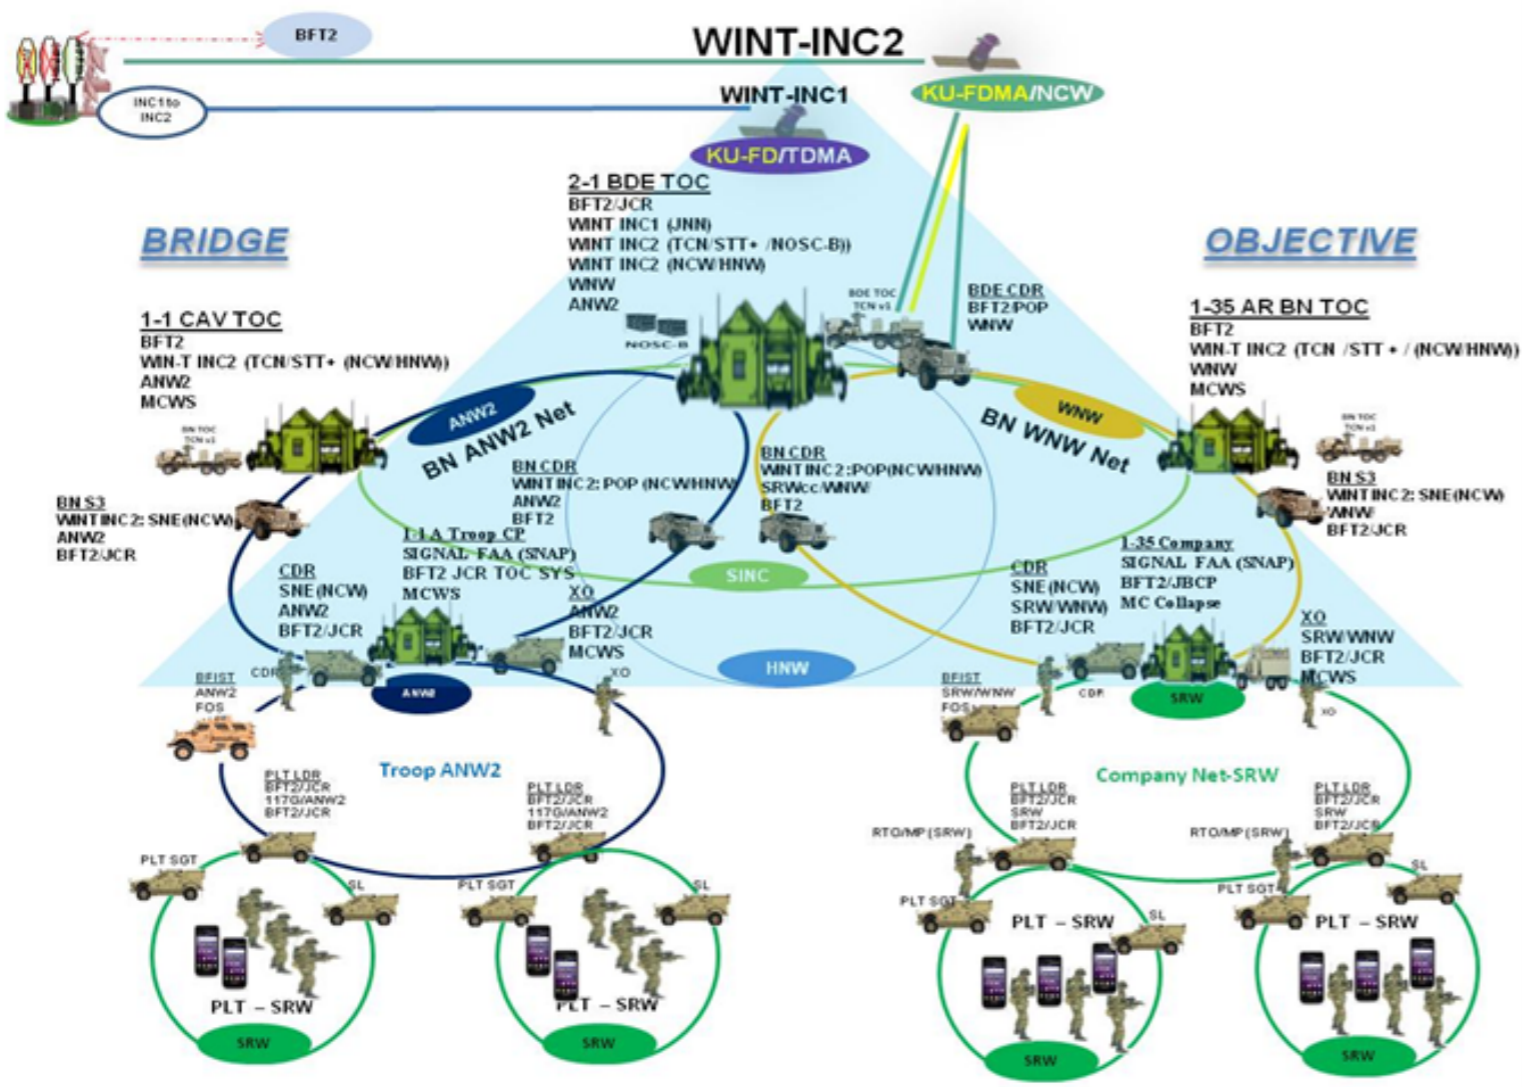 BFT2
WINT-INC2
INC1to
INC2
WINT-INC1
KU-FDMA/NCW
KU-FD/TDMA
2-1 BDE TOC
BFT2/JCR
WINT INC1 (JNN)
WINT INC2 (TCN/STT+ /NOSC-B))
WINT INC2 (NCW/HNW)
WNW
ANW2
BRIDGE
OBJECTIVE
NOSC-B
BDE TOC
TCN v1
BDE CDR
BFT2/POP
WNW
1-1 CAV TOC
BFT2
WIN-T INC2 (TCN/STT+ (NCW/HNW))
ANW2
MCWS
1-35 AR BN TOC
BFT2
WIN-T INC2 (TCN /STT + / (NCW/HNW))
WNW
MCWS
BN TOC
TCN v1
ANW2
BN ANW2 Net
WNW
BN WNW Net
BN TOC
TCN v1
BN S3
WINT INC2: SNE(NCW)
ANW2
BFT2/JCR
BN CDR
WINT INC2: POP (NCW/HNW)
ANW2
BFT2
BN CDR
WINT INC2:POP(NCW/HNW)
SRWcc/WNW/
BFT2
BN S3
WINT INC2: SNE(NCW)
WNW/
BFT2/JCR
1-1 A Troop CP
SIGNAL FAA (SNAP)
BFT2 JCR TOC SYS
MCWS
1-35 Company
SIGNAL FAA (SNAP)
BFT2/JBCP
MC Collapse
SINC
CDR
SNE (NCW)
ANW2
BFT2/JCR
XO
ANW2
BFT2/JCR
MCWS
CDR
SNE (NCW)
SRW/WNW)
BFT2/JCR
XO
SRW/WNW
BFT2/JCR
MCWS
HNW
BFIST
ANW2
FOS
CDR
ANW2
XO
BFIST
SRW/WNW
FOS
CDR
SRW
XO
Troop ANW2
Company Net-SRW
PLT LDR
BFT2/JCR
117G/ANW2
BFT2/JCR
PLT LDR
BFT2/JCR
117G/ANW2
BFT2/JCR
PLT LDR
BFT2/JCR
SRW
BFT2/JCR
PLT LDR
BFT2/JCR
SRW
BFT2/JCR
RTO/MP (SRW)
RTO/MP (SRW)
PLT SGT
SL
PLT SGT
SL
PLT SGT
SL
PLT SGT
SL
PLT – SRW
PLT – SRW
PLT – SRW
PLT – SRW
SRW
SRW
SRW
SRW